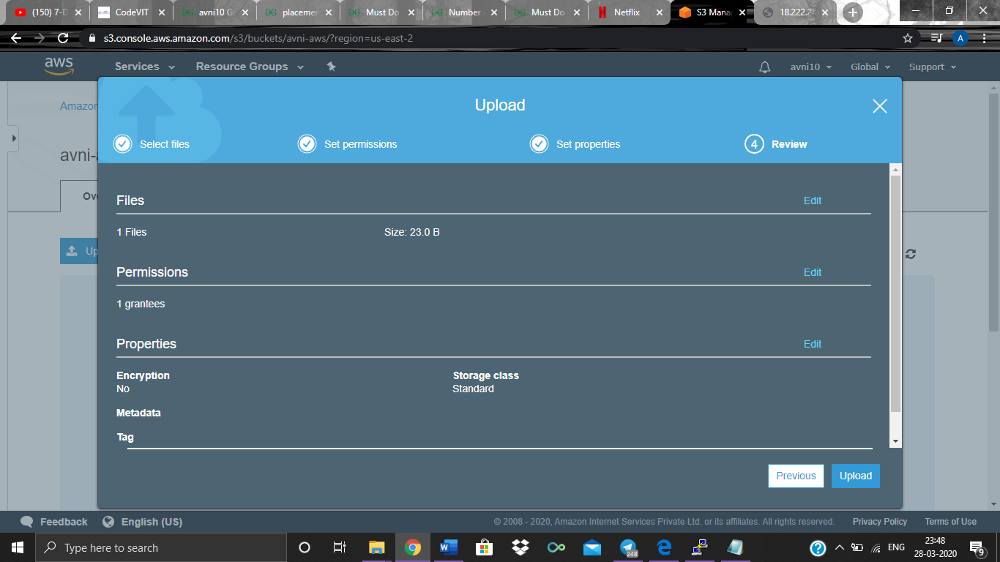 (150) 7-D
CodeVIT
avni10 G
placemen
Must Do
Number
Must Do
Netflix
S3 Mana
18.222.2
s3.console.aws.amazon.com/s3/buckets/avni-aws/?region=us-east-2
A
aws Services Resource Groups avni10 Global Support
Amazon
avni-
Ove
Up
Upload
Select files Set permissions Set properties 4 Review
Files Edit
1 Files Size: 23.0 B
Permissions Edit
1 grantees
Properties Edit
Encryption Storage class
No Standard
Metadata
Tag
Previous Upload
Feedback English (US) © 2008 - 2020, Amazon Internet Services Private Ltd. or its affiliates. All rights reserved. Privacy Policy Terms of Use
Type here to search
248
ENG
23:48
28-03-2020
9